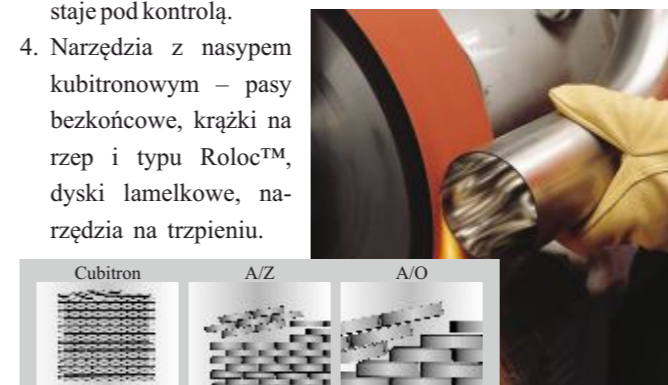 staje pod kontrolą.
4. Narzędzia z nasypem
kubitronowym – pasy
bezkońcowe, krążki na
rzep i typu Roloc™,
dyski lamelkowe, na-
rzędzia na trzpieniu.
Cubitron A/Z A/O